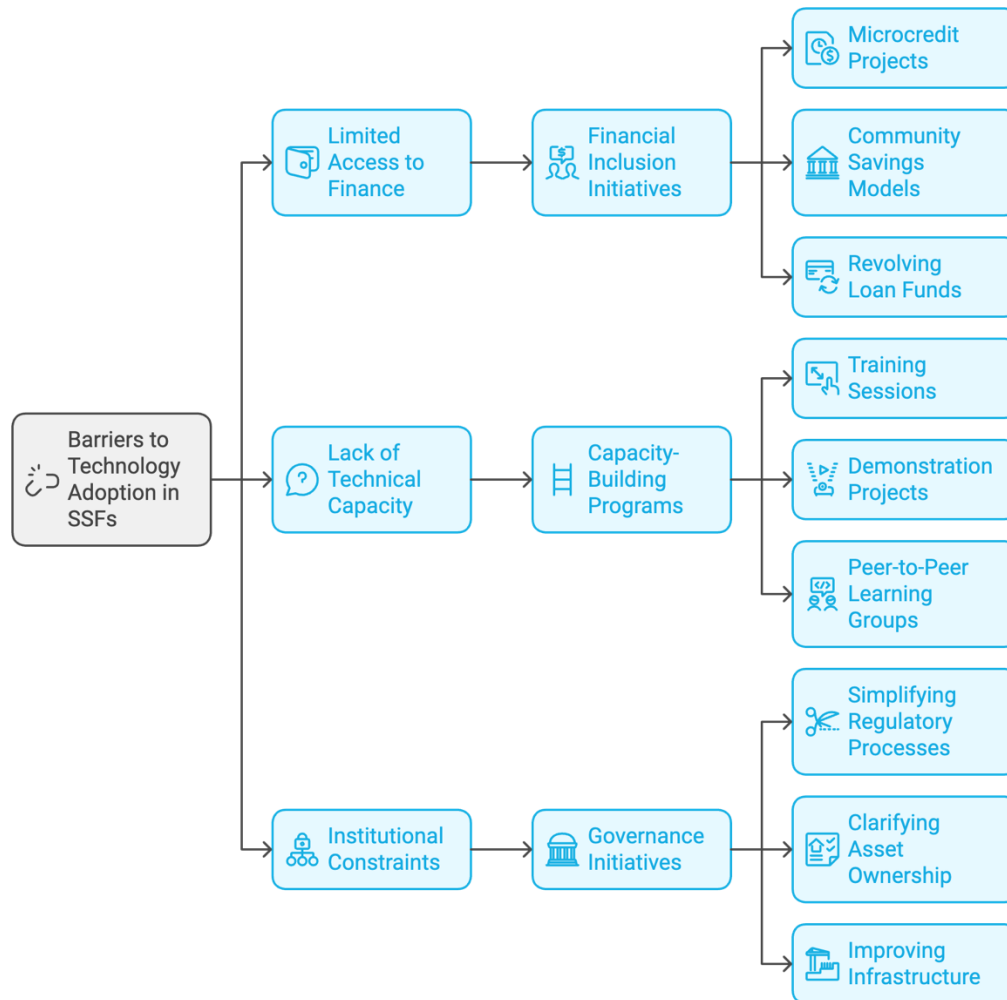 Barriers to
Technology
Adoption in
SSFs
Limited
Access to
Finance
Financial
Inclusion
Initiatives
Microcredit
Projects
Community
Savings
Models
Revolving
Loan Funds
Lack of
Technical
Capacity
Capacity-
Building
Programs
Training
Sessions
Demonstration
Projects
Peer-to-Peer
Learning
Groups
Institutional
Constraints
Governance
Initiatives
Simplifying
Regulatory
Processes
Clarifying
Asset
Ownership
Improving
Infrastructure